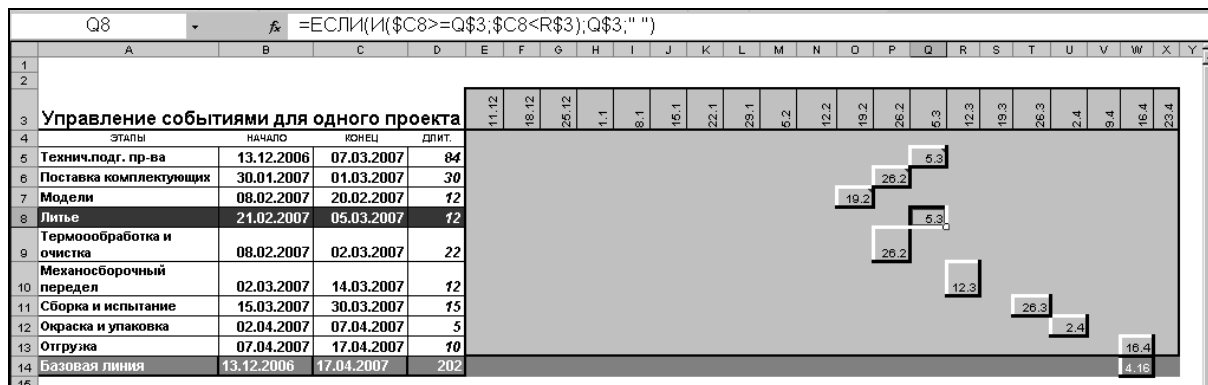 Q8 fx =ЕСЛИ(И($C8>=Q$3;$C8<R$3);Q$3;" ")
A B C D E F G H I J K L M N O P Q R S T U V W X Y
1
2
3 Управление событиями для одного проекта 11.12 18.12 25.12 1.1 8.1 15.1 22.1 29.1 5.2 12.2 19.2 26.2 5.3 12.3 19.3 26.3 2.4 9.4 16.4 23.4
4 ЭТАПЫ НАЧАЛО КОНЕЦ ДЛИТ.
5 Технич.подг. пр-ва 13.12.2006 07.03.2007 84 5.3
6 Поставка комплектующих 30.01.2007 01.03.2007 30 26.2
7 Модели 08.02.2007 20.02.2007 12 19.2
8 Литье 21.02.2007 05.03.2007 12 5.3
Термоообработка и
9 очистка 08.02.2007 02.03.2007 22 26.2
Механосборочный
10 передел 02.03.2007 14.03.2007 12 12.3
11 Сборка и испытание 15.03.2007 30.03.2007 15 26.3
12 Окраска и упаковка 02.04.2007 07.04.2007 5 2.4
13 Отгрузка 07.04.2007 17.04.2007 10 16.4
14 Базовая линия 13.12.2006 17.04.2007 202 4.16
15